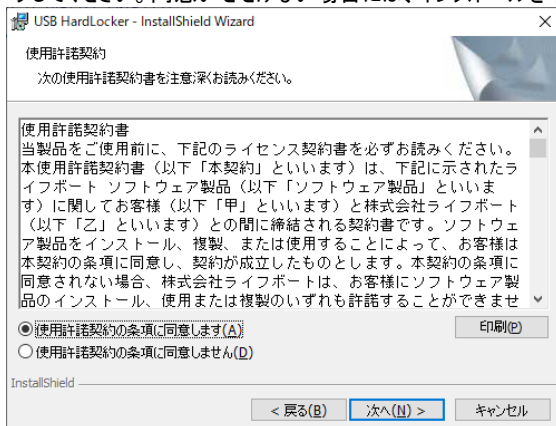 USB HardLocker - InstallShield Wizard
使用許諾契約
次の使用許諾契約書を注意深くお読みください。
使用許諾契約書
当製品をご使用前に、下記のライセンス契約書を必ずお読みください。
本使用許諾契約書（以下「本契約」といいます）は、下記に示されたラ
イフボート ソフトウェア製品（以下「ソフトウェア製品」といいま
す）に関してお客様（以下「甲」といいます）と株式会社ライフボート
（以下「乙」といいます）との間に締結される契約書です。ソフトウェ
ア製品をインストール、複製、または使用することによって、お客様は
本契約の条項に同意し、契約が成立したものとします。本契約の条項に
同意されない場合、株式会社ライフボートは、お客様にソフトウェア製
品のインストール、使用または複製のいずれも許諾することができませ
使用許諾契約の条項に同意します(A)
印刷(P)
使用許諾契約の条項に同意しません(D)
InstallShield
< 戻る(B)
次へ(N) >
キャンセル